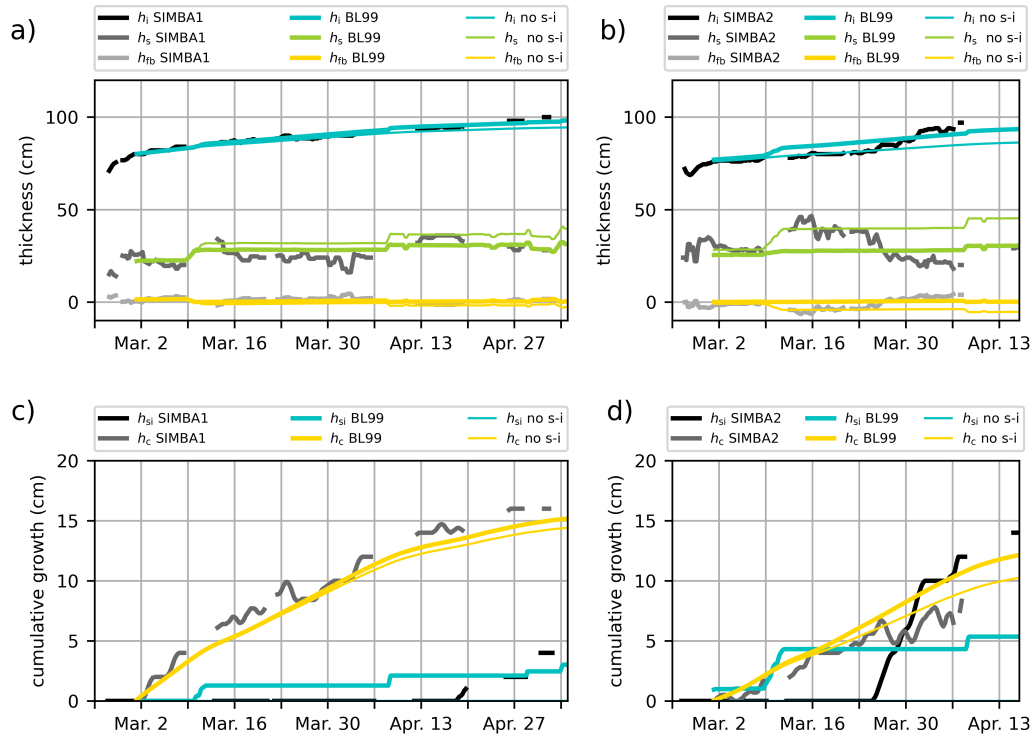 a)
h_i SIMBA1 h_i BL99 h_i no s-i
h_s SIMBA1 h_s BL99 h_s no s-i
h_fb SIMBA1 h_fb BL99 h_fb no s-i
thickness (cm)
100
50
0
Mar. 2 Mar. 16 Mar. 30 Apr. 13 Apr. 27
b)
h_i SIMBA2 h_i BL99 h_i no s-i
h_s SIMBA2 h_s BL99 h_s no s-i
h_fb SIMBA2 h_fb BL99 h_fb no s-i
thickness (cm)
100
50
0
Mar. 2 Mar. 16 Mar. 30 Apr. 13
c)
h_si SIMBA1 h_si BL99 h_si no s-i
h_c SIMBA1 h_c BL99 h_c no s-i
cumulative growth (cm)
20
15
10
5
0
Mar. 2 Mar. 16 Mar. 30 Apr. 13 Apr. 27
d)
h_si SIMBA2 h_si BL99 h_si no s-i
h_c SIMBA2 h_c BL99 h_c no s-i
cumulative growth (cm)
20
15
10
5
0
Mar. 2 Mar. 16 Mar. 30 Apr. 13